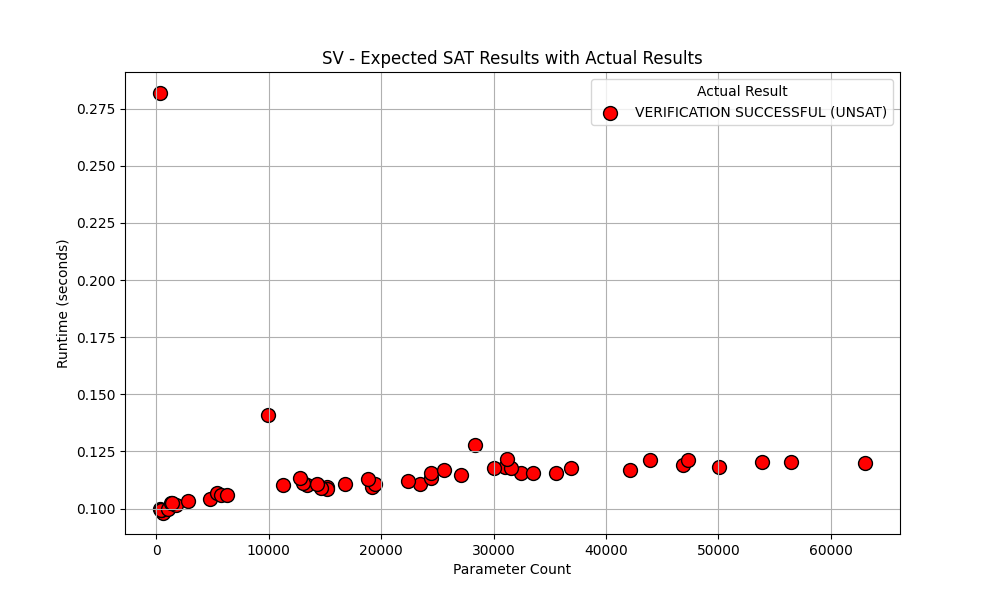 SV - Expected SAT Results with Actual Results
Actual Result
VERIFICATION SUCCESSFUL (UNSAT)
0.275
0.250
0.225
0.200
0.175
0.150
0.125
0.100
Runtime (seconds)
0 10000 20000 30000 40000 50000 60000
Parameter Count